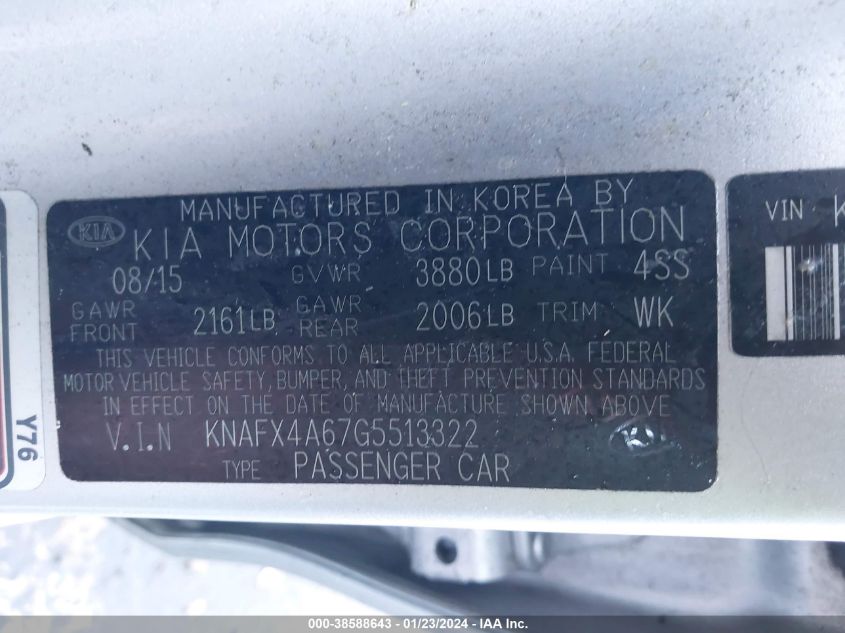 MANUFACTURED IN KOREA BY
KIA KIA MOTORS CORPORATION
08/15 GVWR 3880LB PAINT 4SS
GAWR FRONT 2161LB GAWR REAR 2006LB TRIM WK
THIS VEHICLE CONFORMS TO ALL APPLICABLE U.S.A. FEDERAL
MOTOR VEHICLE SAFETY, BUMPER, AND THEFT PREVENTION STANDARDS
IN EFFECT ON THE DATE OF MANUFACTURE SHOWN ABOVE
V.I.N KNAFX4A67G5513322
TYPE PASSENGER CAR
VIN K
Y76
000-38588643 / 01/23/2024 - IAA Inc.